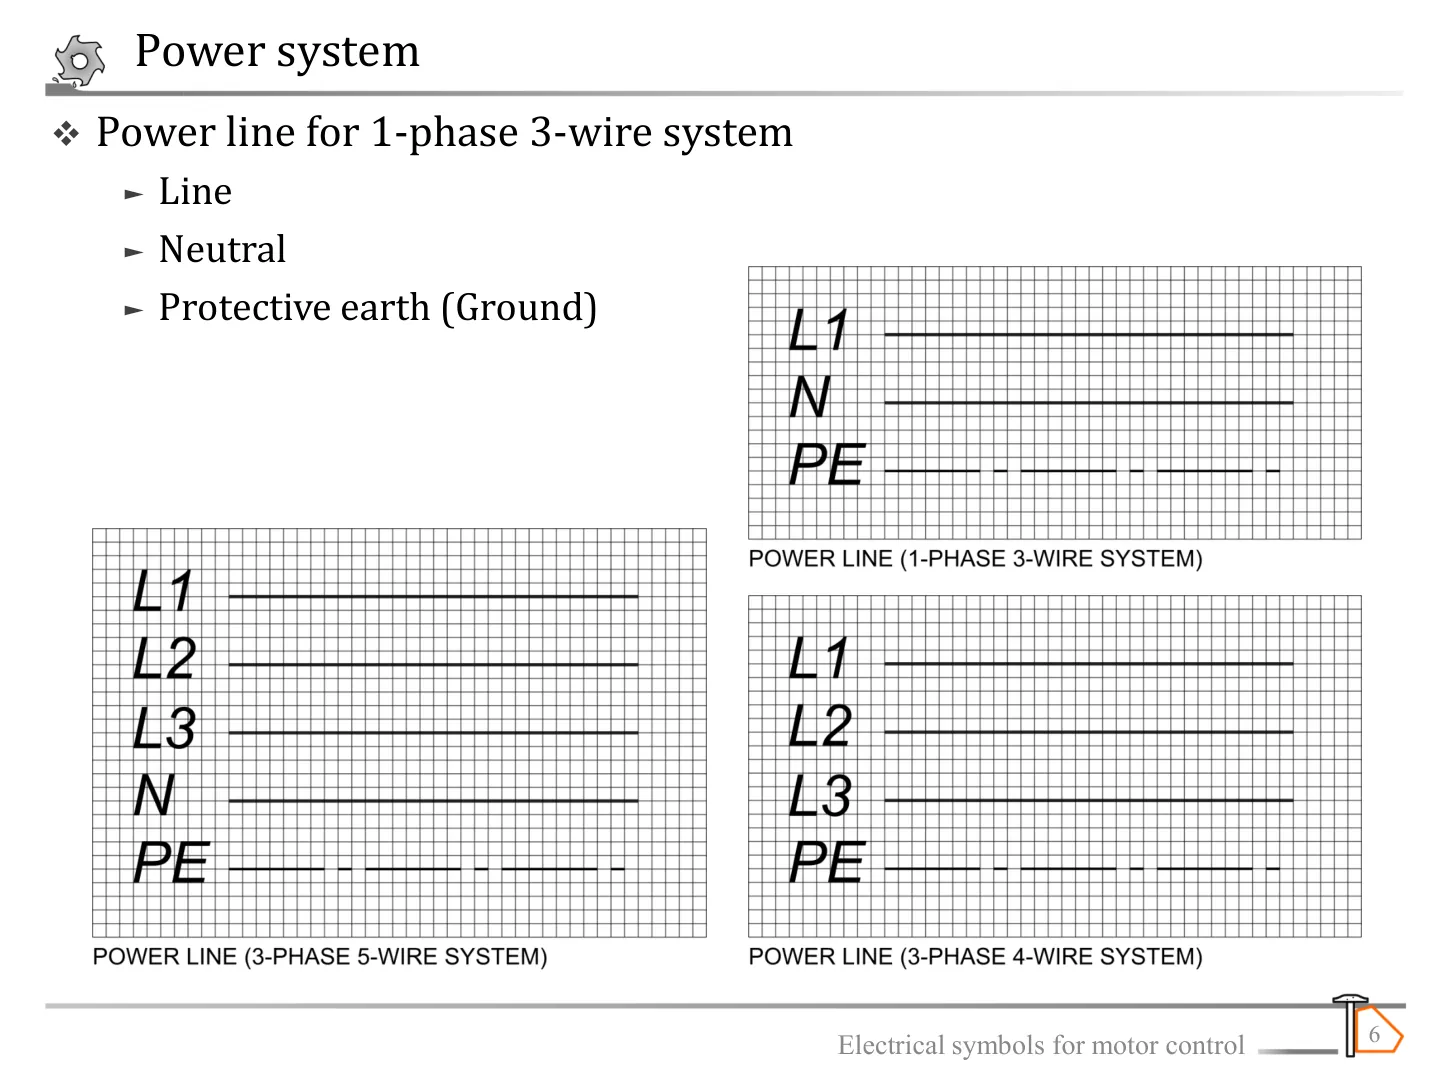 Power system
Power line for 1-phase 3-wire system
Line
Neutral
Protective earth (Ground)
L1
N
PE
POWER LINE (1-PHASE 3-WIRE SYSTEM)
L1
L2
L3
N
PE
POWER LINE (3-PHASE 5-WIRE SYSTEM)
L1
L2
L3
PE
POWER LINE (3-PHASE 4-WIRE SYSTEM)
Electrical symbols for motor control
6